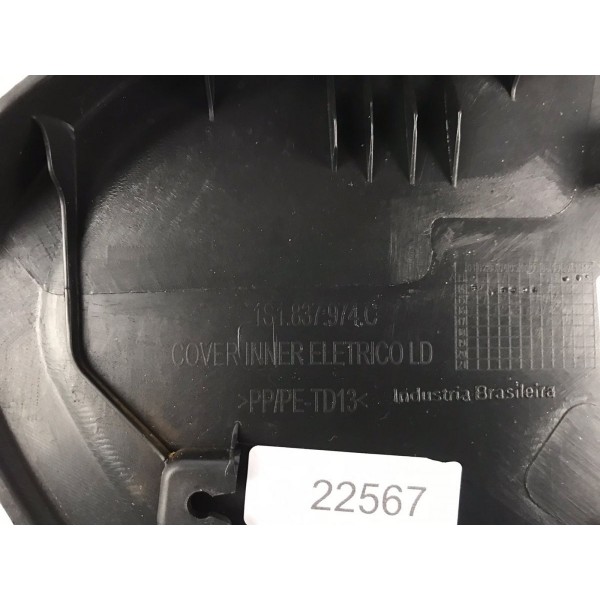 1S1.837.974.C
COVER INNER ELETRICO LD
>PP/PE-TD13<
Industria Brasileira
22567